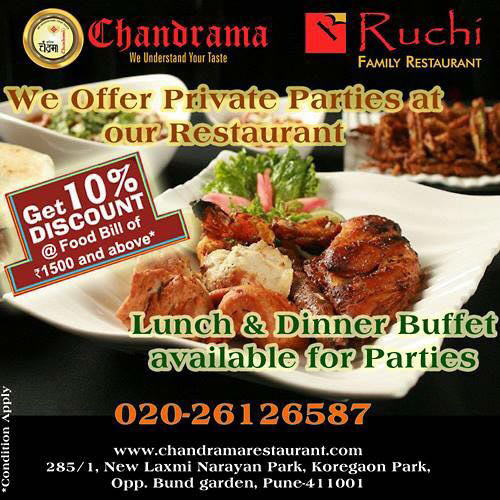 चंद्रमा
Chandrama
We Understand Your Taste
Ruchi
FAMILY RESTAURANT
We Offer Private Parties at
our Restaurant
Get 10%
DISCOUNT
@ Food Bill of
₹1500 and above*
Lunch & Dinner Buffet
available for Parties
020-26126587
www.chandramarestaurant.com
285/1, New Laxmi Narayan Park, Koregaon Park,
Opp. Bund garden, Pune-411001
*Condition Apply